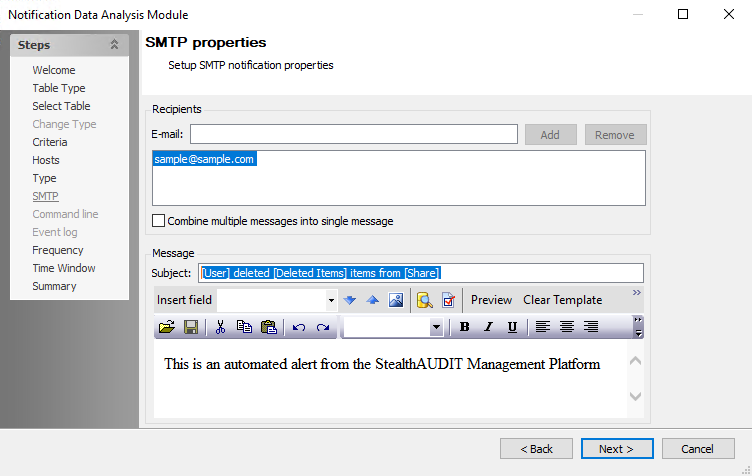 Notification Data Analysis Module
Steps
Welcome
Table Type
Select Table
Change Type
Criteria
Hosts
Type
SMTP
Command line
Event log
Frequency
Time Window
Summary
SMTP properties
Setup SMTP notification properties
Recipients
E-mail:
Add
Remove
sample@sample.com
Combine multiple messages into single message
Message
Subject: [User] deleted [Deleted Items] items from [Share].
Insert field
Preview
Clear Template
B I U
This is an automated alert from the StealthAUDIT Management Platform
< Back
Next >
Cancel